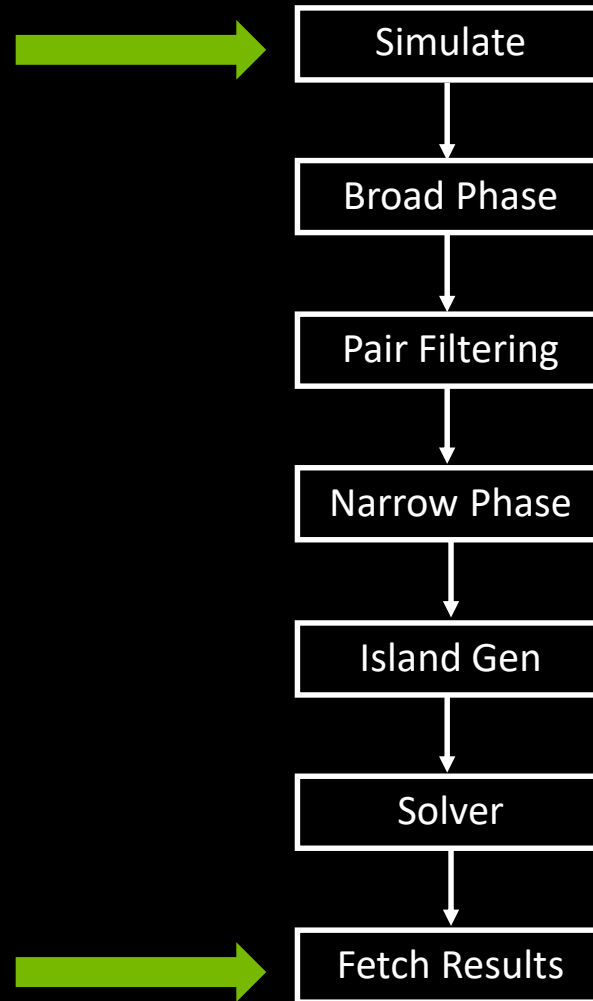 Simulate
Broad Phase
Pair Filtering
Narrow Phase
Island Gen
Solver
Fetch Results